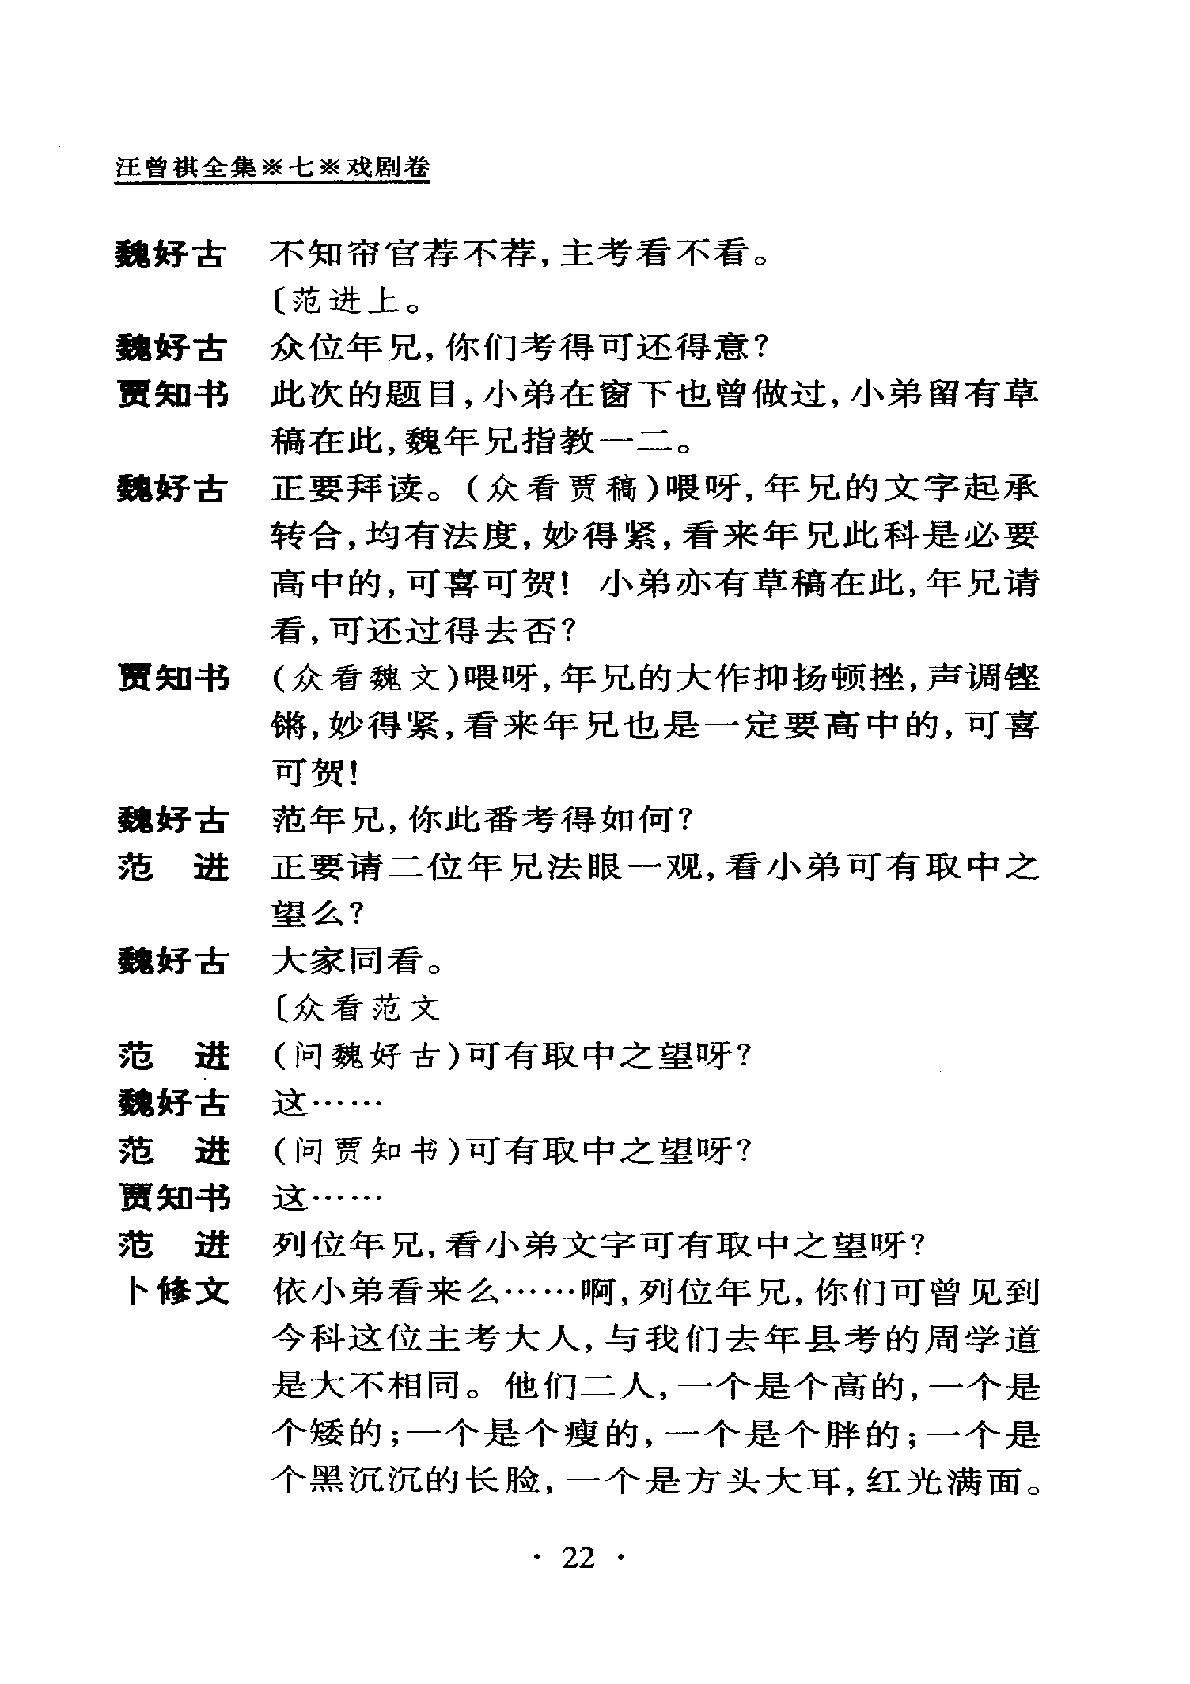 汪曾祺全集※七※戏剧卷
魏好古 不知帘官荐不荐,主考看不看。
〔范进上。
魏好古 众位年兄,你们考得可还得意?
贾知书 此次的题目,小弟在窗下也曾做过,小弟留有草
稿在此,魏年兄指教一二。
魏好古 正要拜读。(众看贾稿)喂呀,年兄的文字起承
转合,均有法度,妙得紧,看来年兄此科是必要
高中的,可喜可贺! 小弟亦有草稿在此,年兄请
看,可还过得去否?
贾知书 (众看魏文)喂呀,年兄的大作抑扬顿挫,声调铿
锵,妙得紧,看来年兄也是一定要高中的,可喜
可贺!
魏好古 范年兄,你此番考得如何?
范 进 正要请二位年兄法眼一观,看小弟可有取中之
望么?
魏好古 大家同看。
〔众看范文
范 进 (问魏好古)可有取中之望呀?
魏好古 这……
范 进 (问贾知书)可有取中之望呀?
贾知书 这……
范 进 列位年兄,看小弟文字可有取中之望呀?
卜修文 依小弟看来么……啊,列位年兄,你们可曾见到
今科这位主考大人,与我们去年县考的周学道
是大不相同。他们二人,一个是个高的,一个是
个矮的;一个是个瘦的,一个是个胖的;一个是
个黑沉沉的长脸,一个是方头大耳,红光满面。
· 22 ·